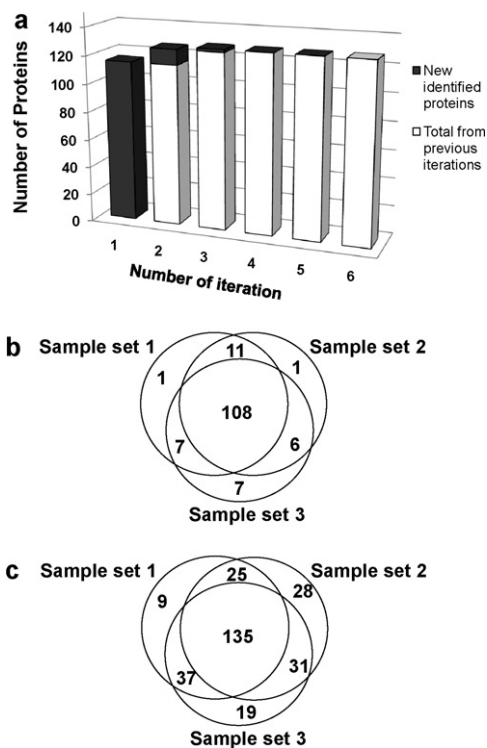 a
Number of Proteins
140
120
100
80
60
40
20
0
1
2
3
4
5
6
Number of iteration
New identified proteins
Total from previous iterations
b
Sample set 1
Sample set 2
11
1
1
108
7
6
7
Sample set 3
c
Sample set 1
Sample set 2
25
9
28
135
37
31
19
Sample set 3